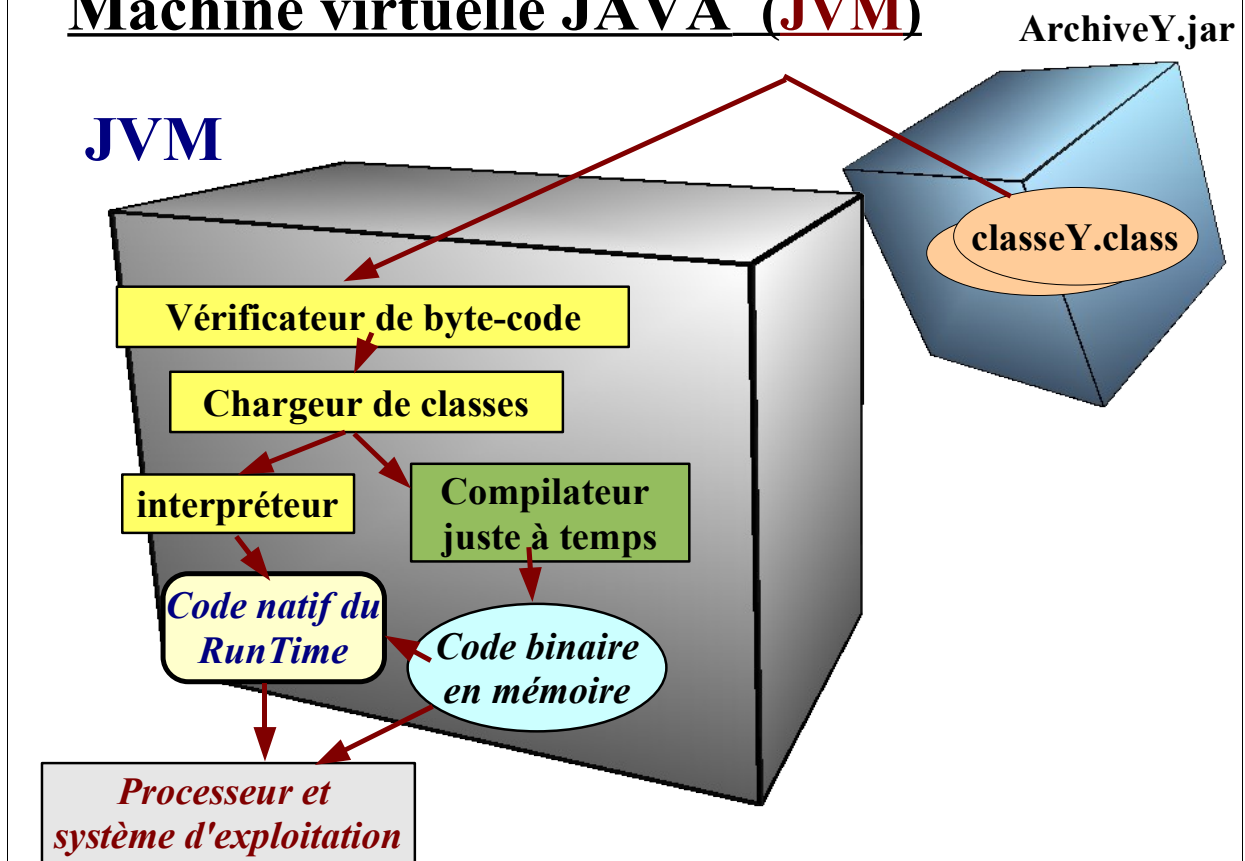 Machine virtuelle JAVA (JVM)
ArchiveY.jar
JVM
classeY.class
Vérificateur de byte-code
Chargeur de classes
interpréteur
Compilateur
juste à temps
Code natif du
RunTime
Code binaire
en mémoire
Processeur et
système d'exploitation